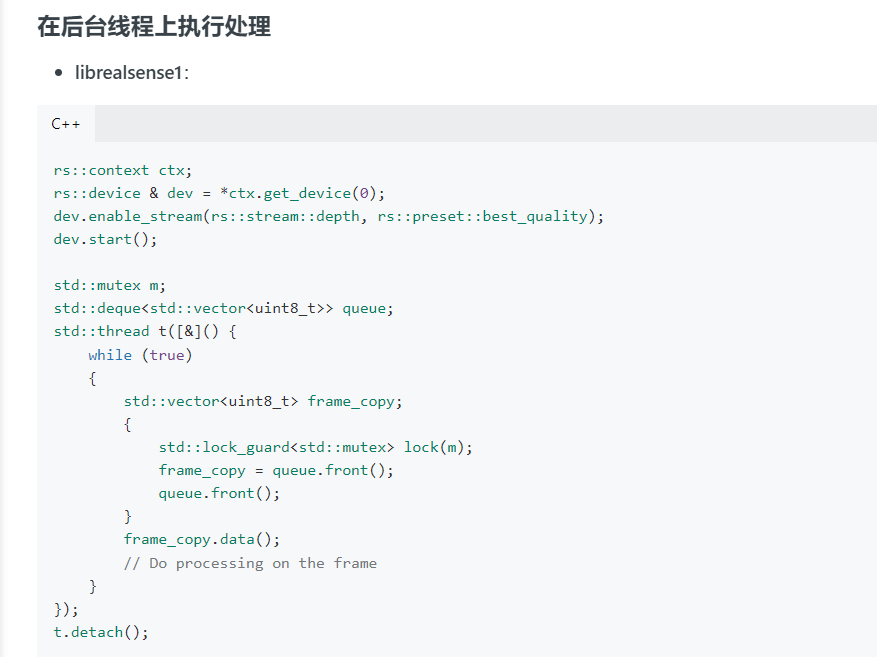 在后台线程上执行处理
• librealsense1:
C++
rs::context ctx;
rs::device & dev = *ctx.get_device(0);
dev.enable_stream(rs::stream::depth, rs::preset::best_quality);
dev.start();
std::mutex m;
std::deque<std::vector<uint8_t>> queue;
std::thread t([&]() {
    while (true)
    {
        std::vector<uint8_t> frame_copy;
        {
            std::lock_guard<std::mutex> lock(m);
            frame_copy = queue.front();
            queue.front();
        }
        frame_copy.data();
        // Do processing on the frame
    }
});
t.detach();